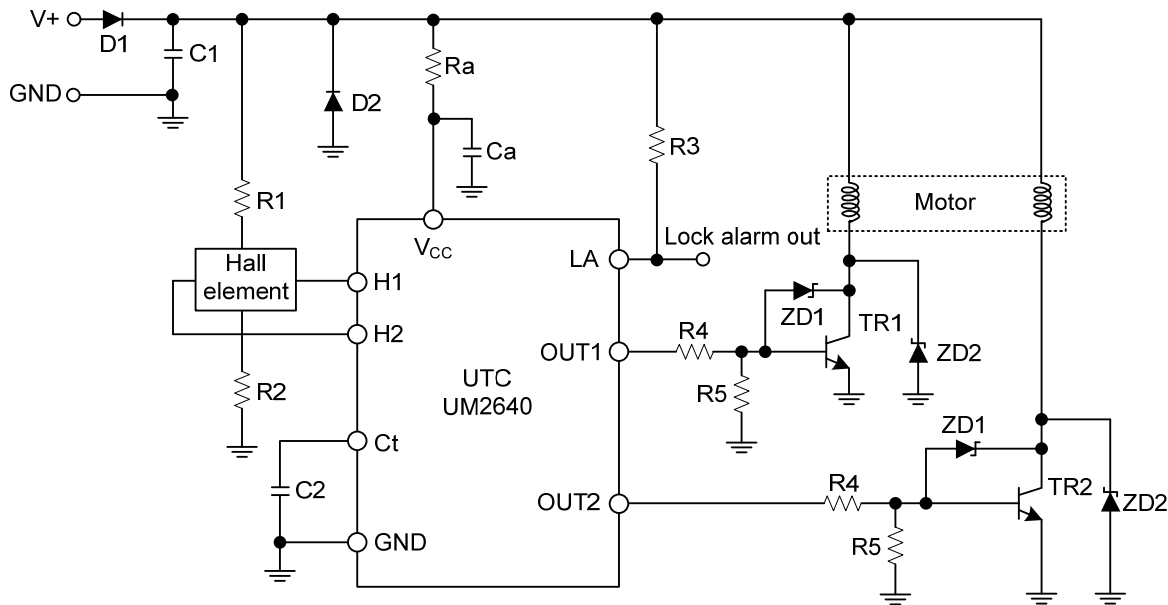 V+
D1
C1
GND
D2
Ra
Ca
R3
R1
Motor
Hall
element
VCC
LA
Lock alarm out
H1
H2
ZD1
TR1
ZD2
R4
OUT1
R5
R2
UTC
UM2640
Ct
C2
ZD1
TR2
ZD2
R4
OUT2
R5
GND